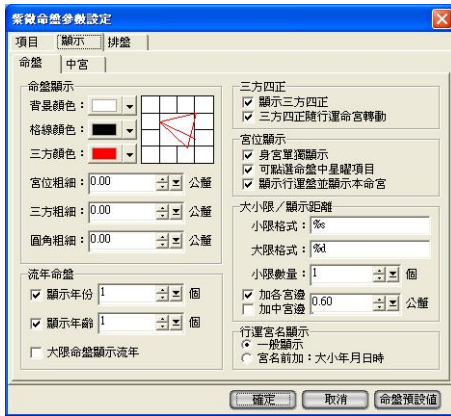 紫微命盤參數設定
項目 顯示 排盤
命盤 中宮
命盤顯示
背景顏色：
格線顏色：
三方顏色：
宮位粗細：0.00 公釐
三方粗細：0.00 公釐
圓角粗細：0.00 公釐
流年命盤
顯示年份 1 個
顯示年齡 1 個
大限命盤顯示流年
三方四正
顯示三方四正
三方四正隨行運命宮轉動
宮位顯示
身宮單獨顯示
可點選命盤中星曜項目
顯示行運盤並顯示本命宮
大小限／顯示距離
小限格式：%s
大限格式：%d
小限數量：1 個
加各宮邊
加中宮邊 0.60 公釐
行運宮名顯示
一般顯示
宮名前加：大小年月日時
確定 取消 命盤預設值